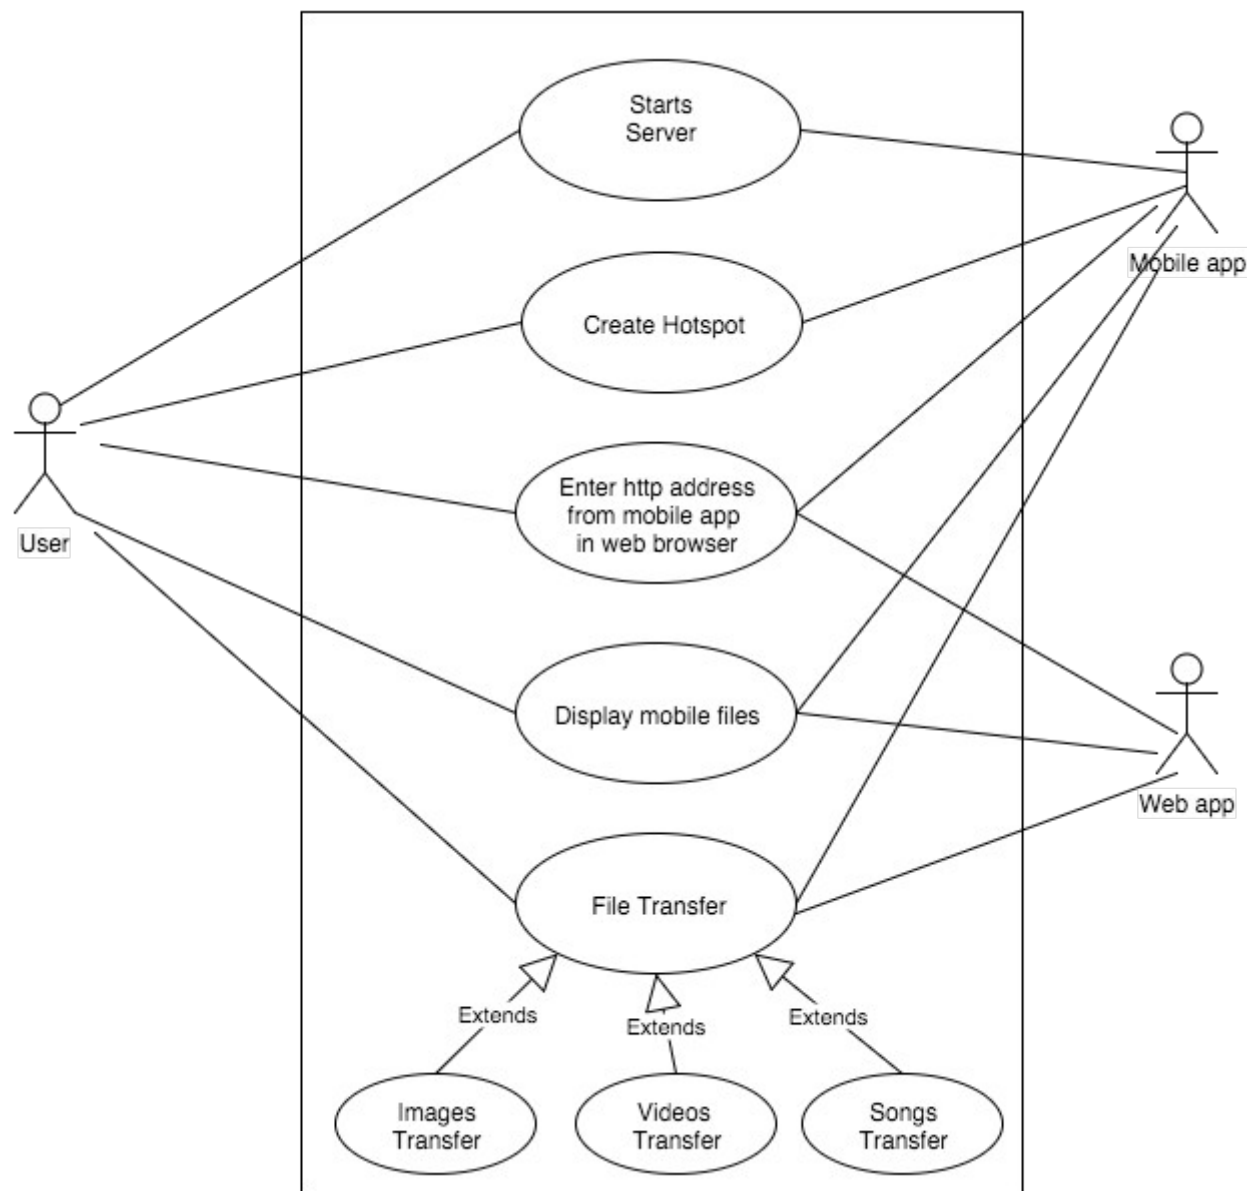 Starts
Server
Mobile app
Create Hotspot
Enter http address
from mobile app
in web browser
User
Display mobile files
Web app
File Transfer
Extends
Extends
Extends
Images
Transfer
Videos
Transfer
Songs
Transfer